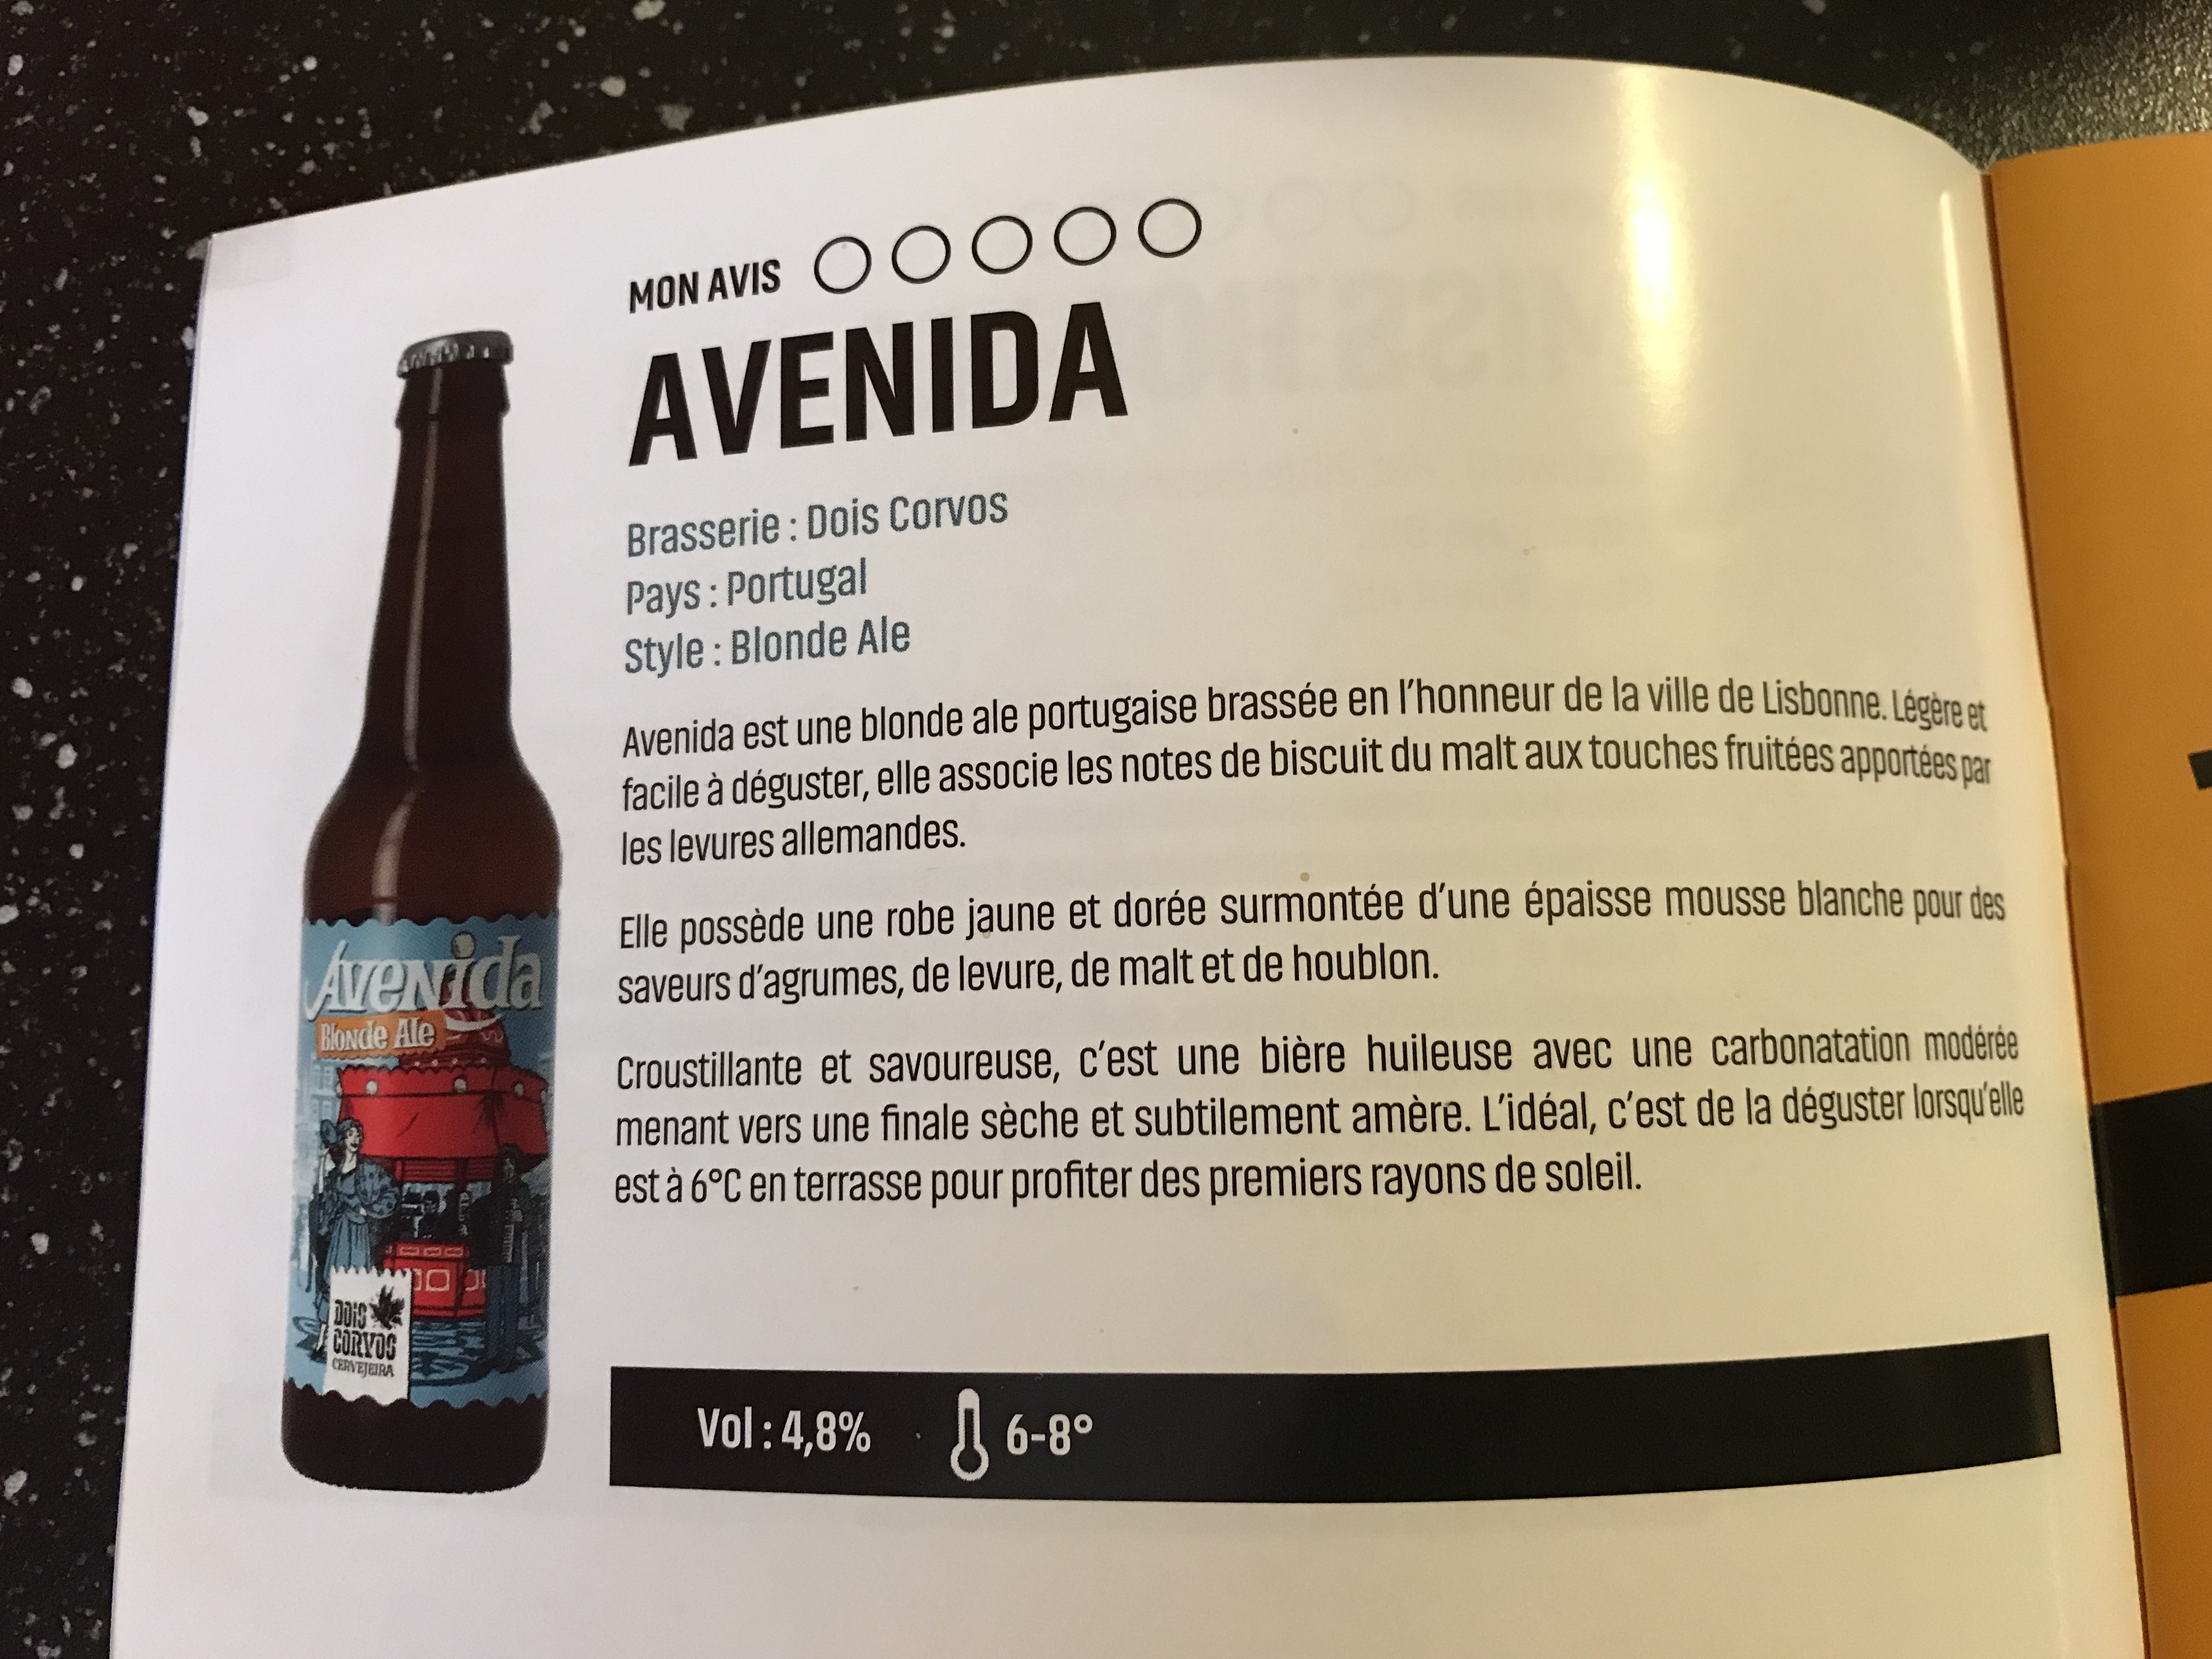 MON AVIS
AVENIDA
Brasserie : Dois Corvos
Pays : Portugal
Style : Blonde Ale
Avenida est une blonde ale portugaise brassée en l'honneur de la ville de Lisbonne. Légère et
facile à déguster, elle associe les notes de biscuit du malt aux touches fruitées apportées par
les levures allemandes.
Elle possède une robe jaune et dorée surmontée d'une épaisse mousse blanche pour des
saveurs d'agrumes, de levure, de malt et de houblon.
Croustillante et savoureuse, c'est une bière huileuse avec une carbonatation modérée
menant vers une finale sèche et subtilement amère. L'idéal, c'est de la déguster lorsqu'elle
est à 6°C en terrasse pour profiter des premiers rayons de soleil.
Vol : 4,8% 6-8°
Avenida
Blonde Ale
DOIS
CORVOS
CERVEJEIRA